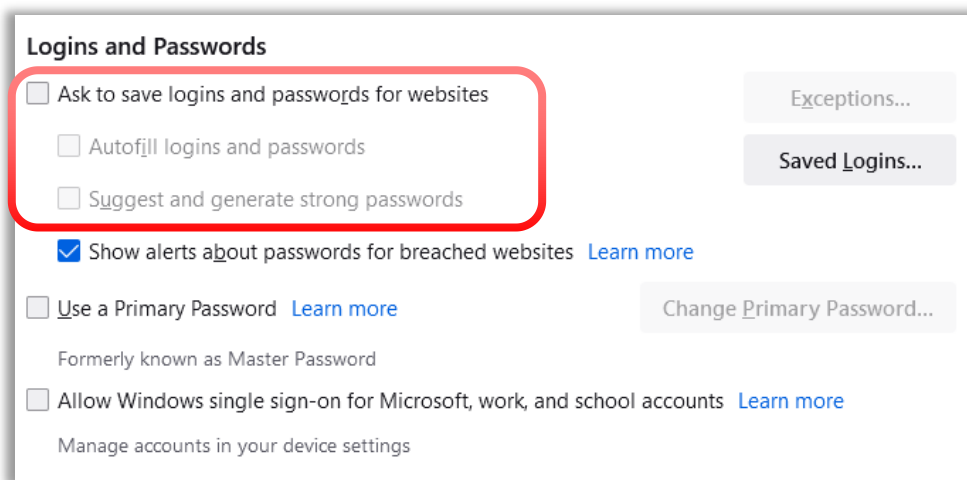 Logins and Passwords
Ask to save logins and passwords for websites
Exceptions...
Autofill logins and passwords
Saved Logins...
Suggest and generate strong passwords
Show alerts about passwords for breached websites Learn more
Use a Primary Password Learn more
Change Primary Password...
Formerly known as Master Password
Allow Windows single sign-on for Microsoft, work, and school accounts Learn more
Manage accounts in your device settings